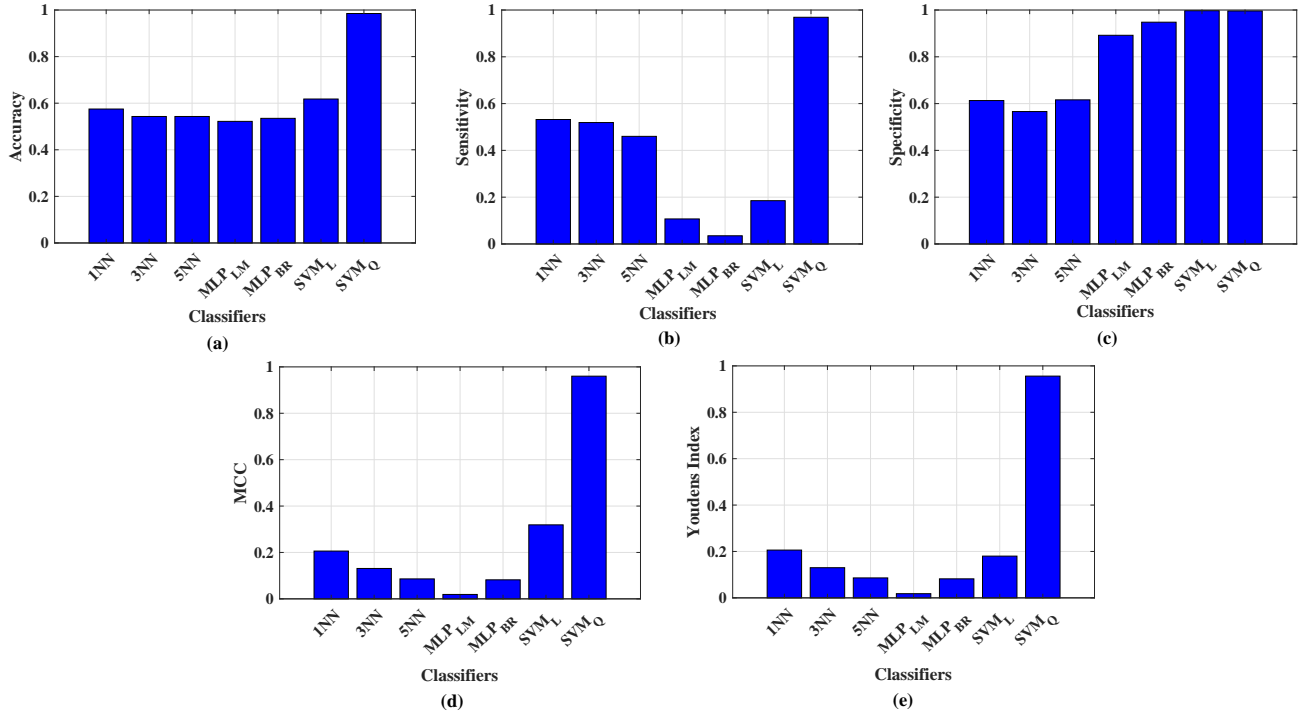 1
0.8
0.6
0.4
0.2
0
Accuracy
1NN
3NN
5NN
MLP LM
MLP BR
SVM L
SVM Q
Classifiers
(a)
1
0.8
0.6
0.4
0.2
0
Sensitivity
1NN
3NN
5NN
MLP LM
MLP BR
SVM L
SVM Q
Classifiers
(b)
1
0.8
0.6
0.4
0.2
0
Specificity
1NN
3NN
5NN
MLP LM
MLP BR
SVM L
SVM Q
Classifiers
(c)
1
0.8
0.6
0.4
0.2
0
MCC
1NN
3NN
5NN
MLP LM
MLP BR
SVM L
SVM Q
Classifiers
(d)
1
0.8
0.6
0.4
0.2
0
Youdens Index
1NN
3NN
5NN
MLP LM
MLP BR
SVM L
SVM Q
Classifiers
(e)